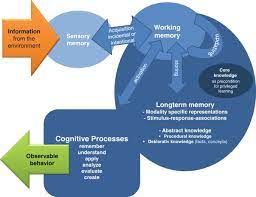 Information
from the
environment
Sensory
memory
Acquisition
incidental or
intentional
Working
memory
Activation
Storing
Core
knowledge
as precondition
for privileged
learning
Longterm memory
- Modality specific representations
- Stimulus-response-associations
- Abstract knowledge
• Procedural knowledge
(facts, concepts)
Cognitive Processes
remember
understand
apply
analyze
evaluate
create
Observable
behavior